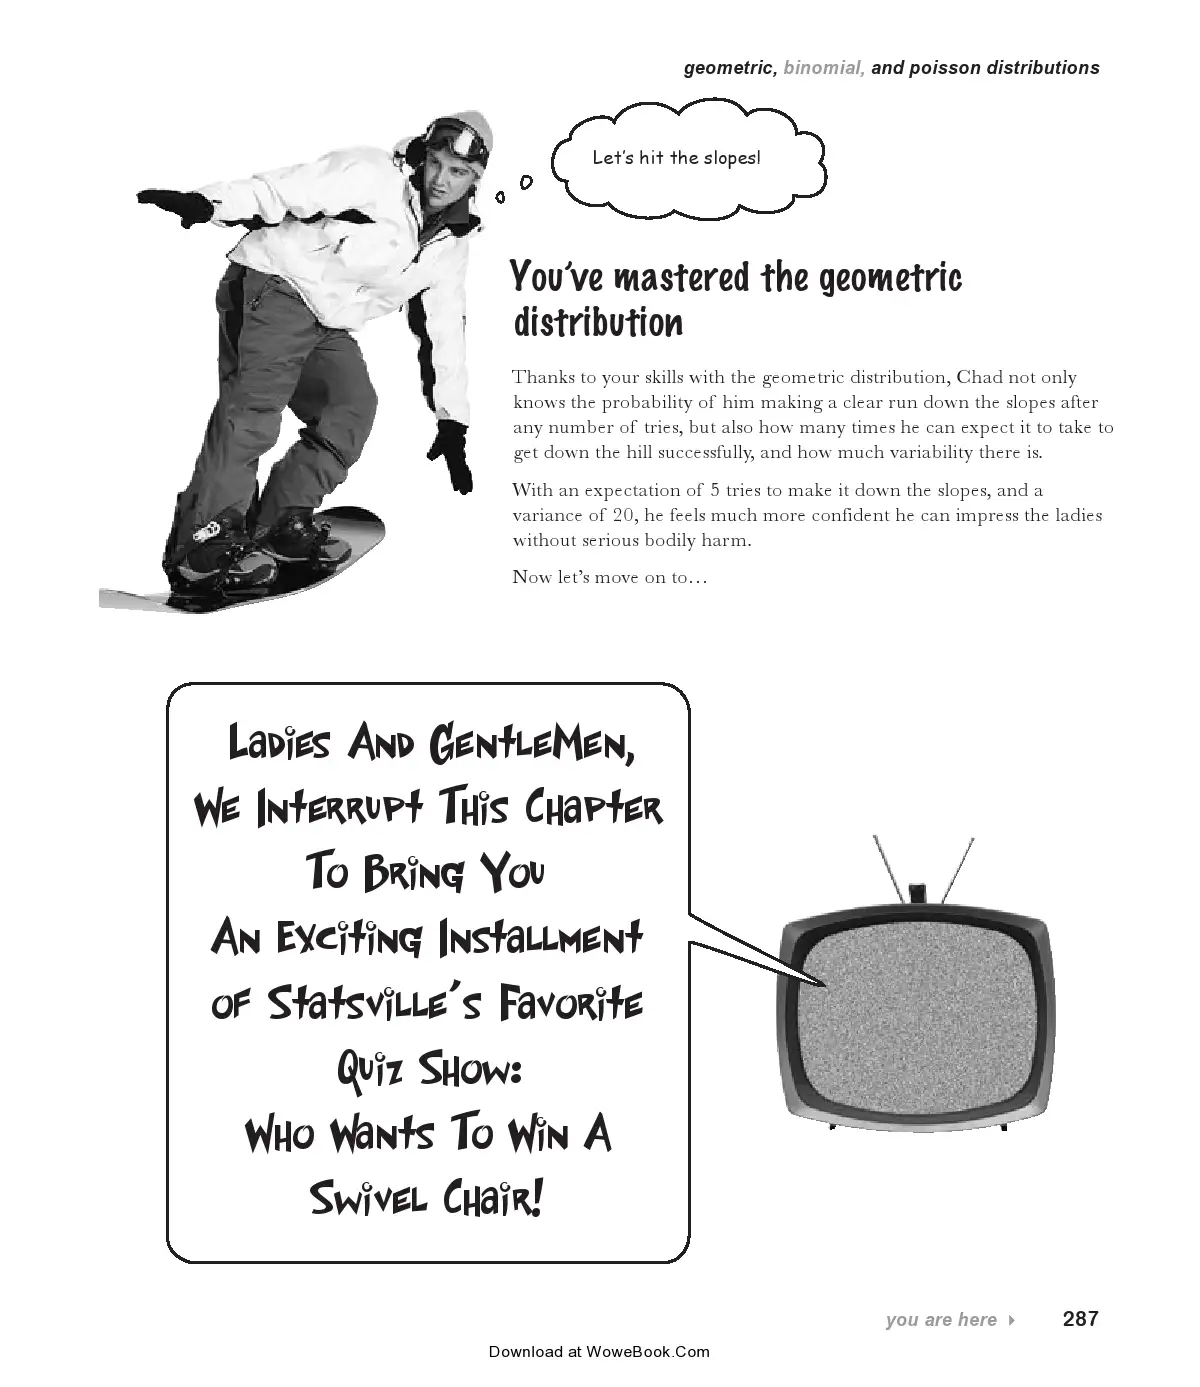 geometric, binomial, and poisson distributions
Let's hit the slopes!
You've mastered the geometric
distribution
Thanks to your skills with the geometric distribution, Chad not only
knows the probability of him making a clear run down the slopes after
any number of tries, but also how many times he can expect it to take to
get down the hill successfully, and how much variability there is.
With an expectation of 5 tries to make it down the slopes, and a
variance of 20, he feels much more confident he can impress the ladies
without serious bodily harm.
Now let's move on to…
Ladies And GentleMen,
We Interrupt This Chapter
To Bring You
An Exciting Installment
of Statsville's Favorite
Quiz Show:
Who Wants To Win A
Swivel Chair!
you are here ▸ 287
Download at WoweBook.Com